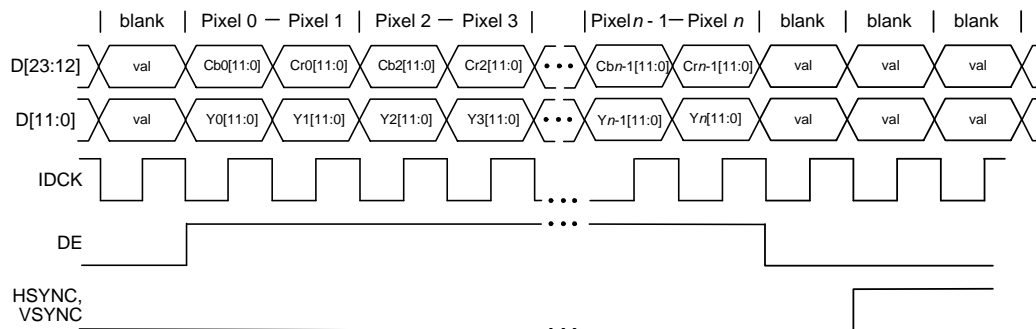 blank Pixel 0 — Pixel 1 Pixel 2 — Pixel 3 Pixel n - 1 — Pixel n blank blank blank
D[23:12] val Cb0[11:0] Cr0[11:0] Cb2[11:0] Cr2[11:0] ••• Cbn-1[11:0] Crn-1[11:0] val val val
D[11:0] val Y0[11:0] Y1[11:0] Y2[11:0] Y3[11:0] ••• Yn-1[11:0] Yn[11:0] val val val
IDCK •••
DE •••
HSYNC,
VSYNC •••